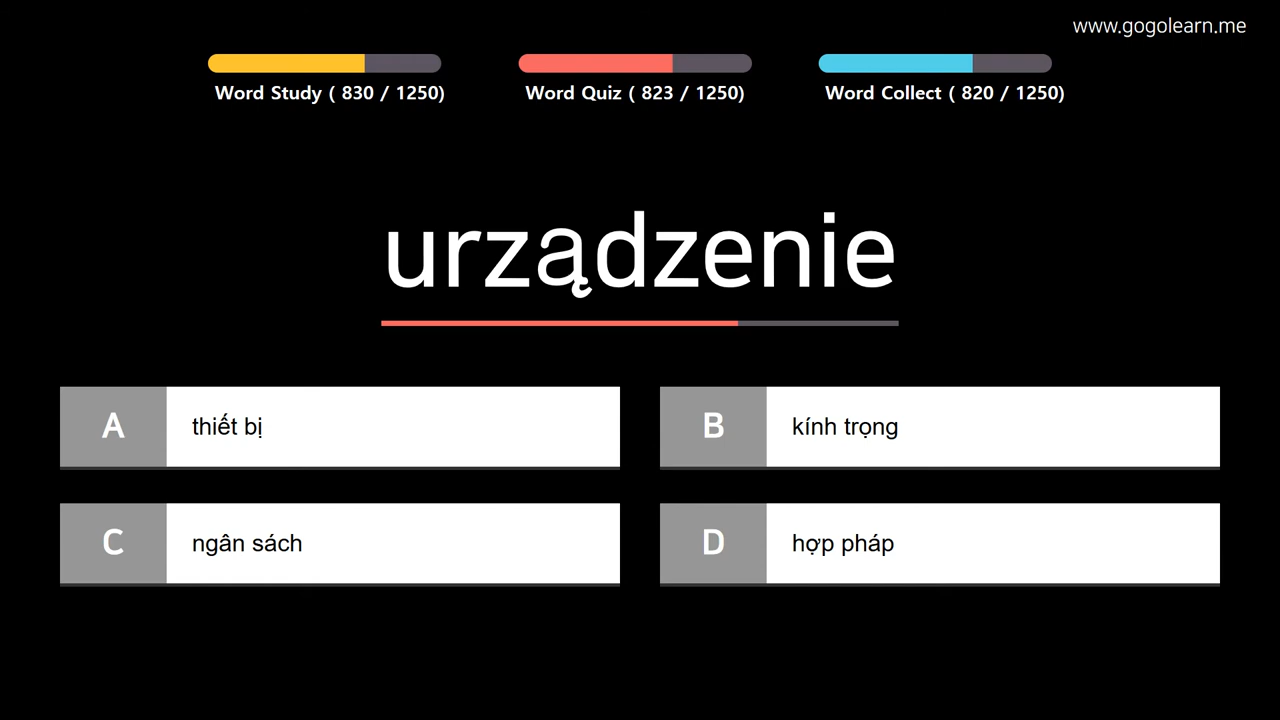 www.gogolearn.me
Word Study ( 830 / 1250)
Word Quiz ( 823 / 1250)
Word Collect ( 820 / 1250)
urządzenie
A
thiết bị
B
kính trọng
C
ngân sách
D
hợp pháp